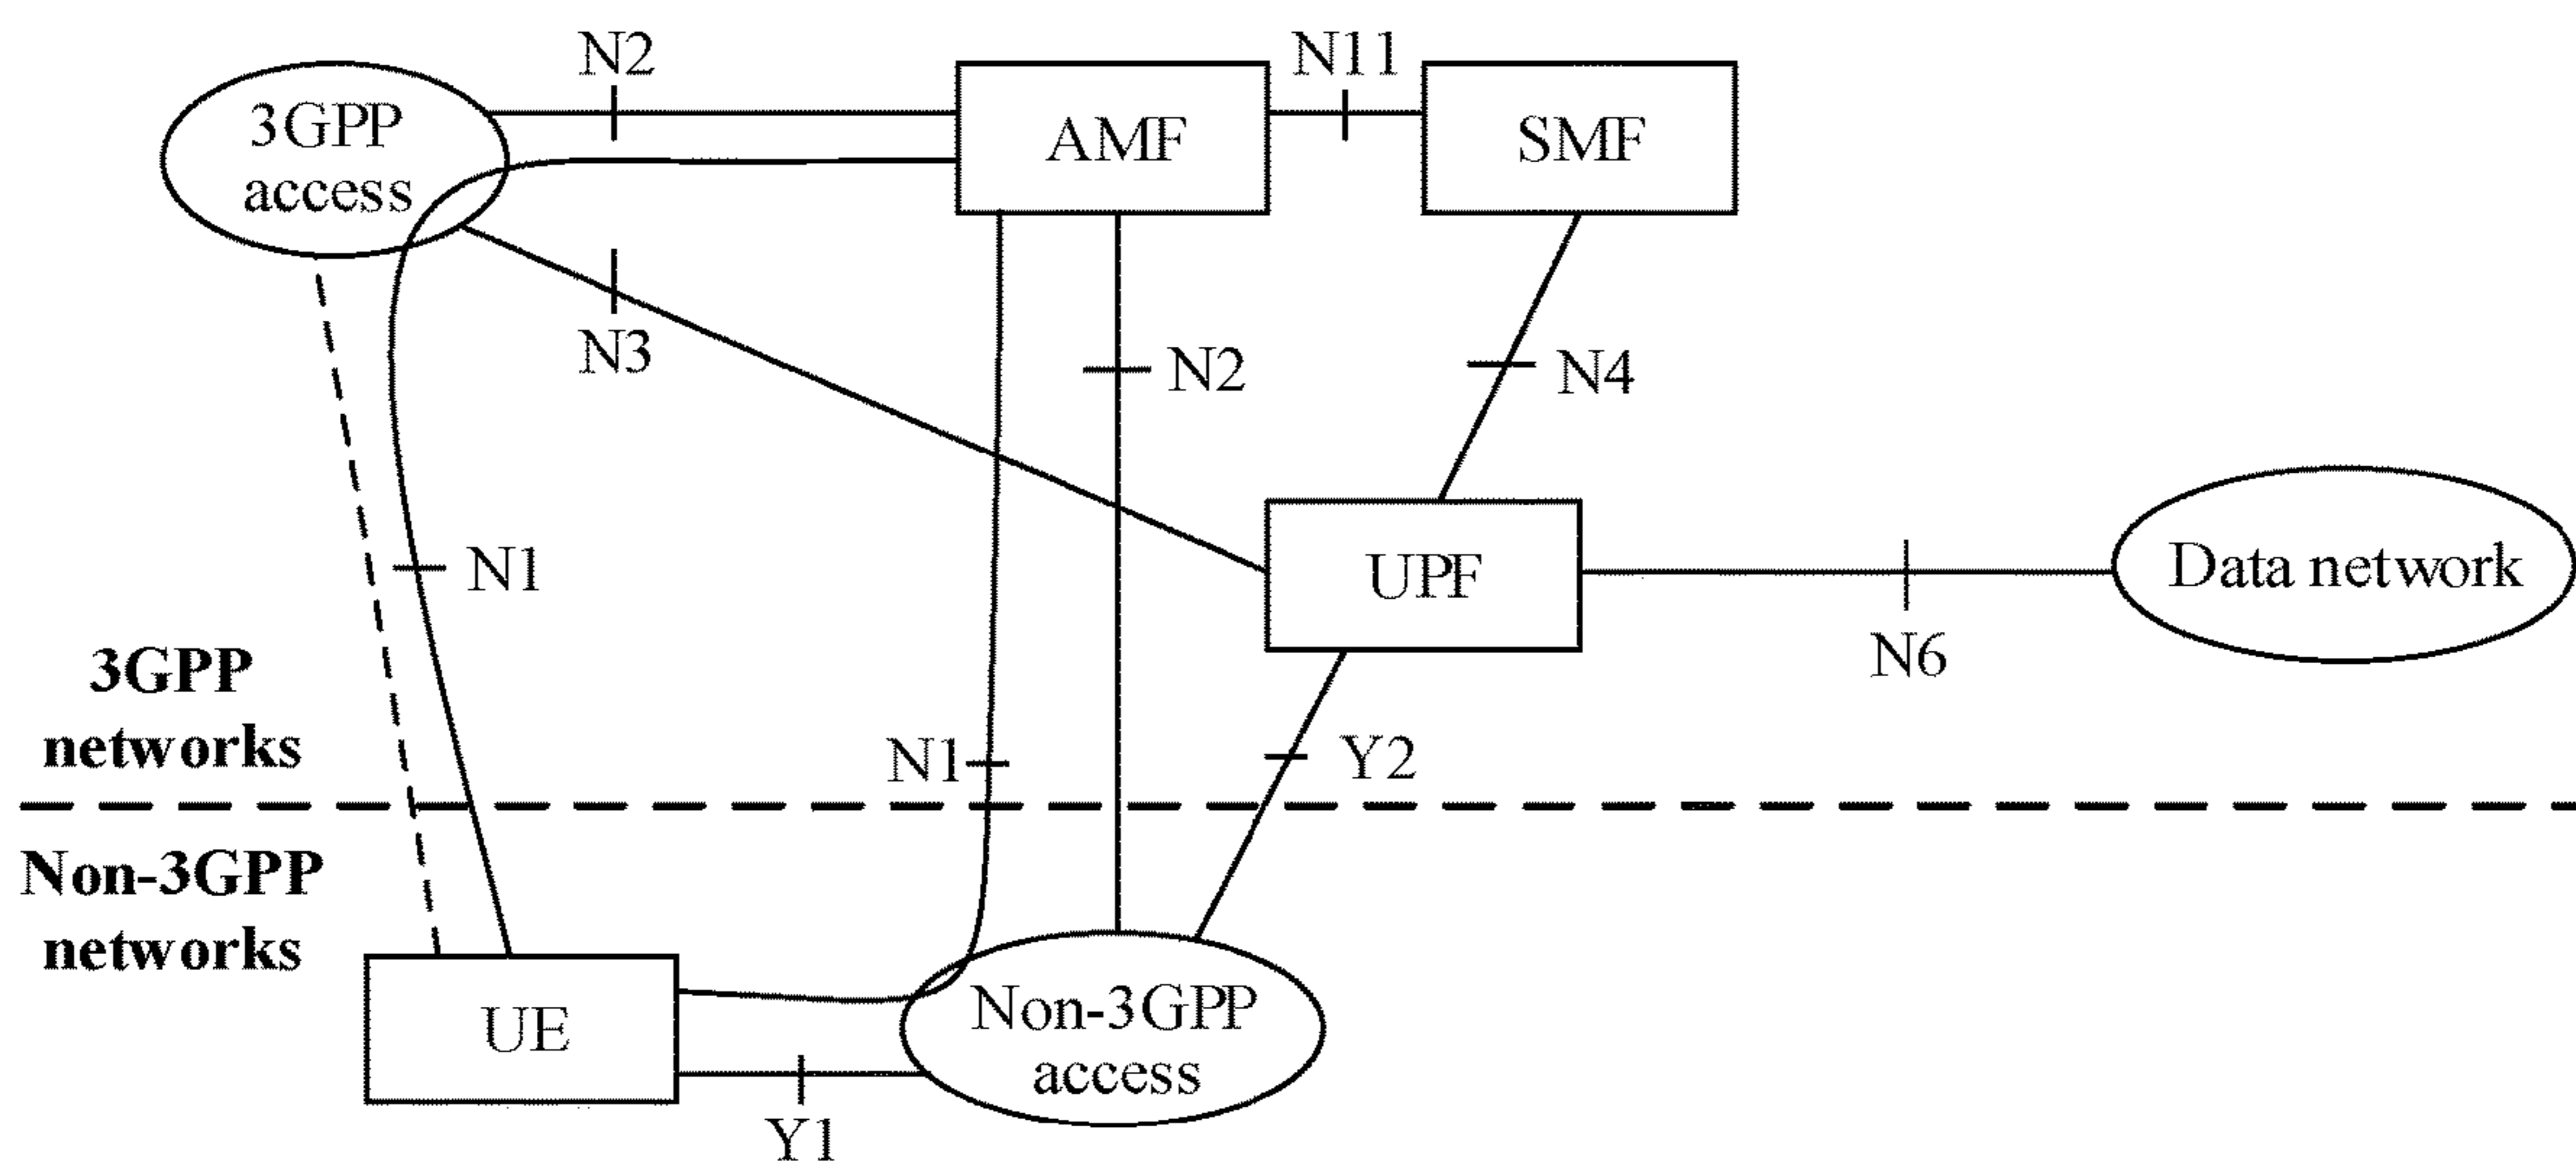 N2
N11
3GPP
access
AMF
SMF
N3
N2
N4
N1
UPF
Data network
N6
3GPP
networks
N1
Y2
Non-3GPP
networks
UE
Non-3GPP
access
Y1